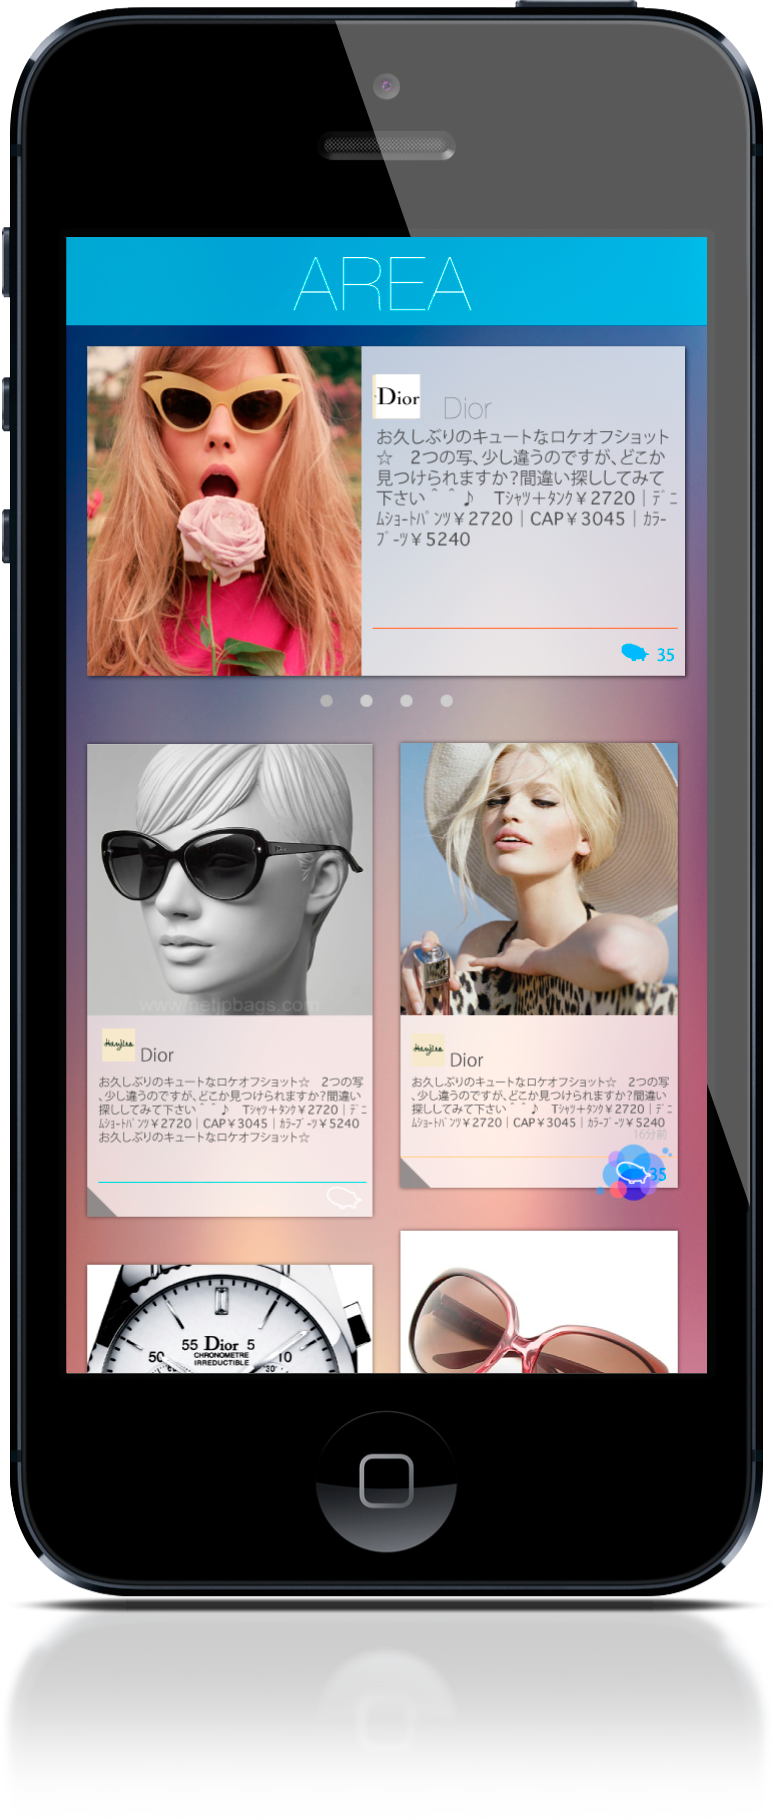 AREA
Dior
Dior
お久しぶりのキュートなロケオフショット
☆　2つの写、少し違うのですが、どこか
見つけられますか？間違い探ししてみて
下さい＾＾♪　Tｼｬﾂ＋ﾀﾝｸ￥2720｜ﾃﾞﾆ
ﾑｼｮｰﾄﾊﾟﾝﾂ￥2720｜CAP￥3045｜ｶﾗｰ
ﾌﾞｰﾂ￥5240
35
www.netjpbags.com
Dior
お久しぶりのキュートなロケオフショット☆　2つの写
、少し違うのですが、どこか見つけられますか？間違い
探ししてみて下さい＾＾♪　Tｼｬﾂ＋ﾀﾝｸ￥2720｜ﾃﾞﾆ
ﾑｼｮｰﾄﾊﾟﾝﾂ￥2720｜CAP￥3045｜ｶﾗｰﾌﾞｰﾂ￥5240
お久しぶりのキュートなロケオフショット☆
Dior
お久しぶりのキュートなロケオフショット☆　2つの写
、少し違うのですが、どこか見つけられますか？間違い
探ししてみて下さい＾＾♪　Tｼｬﾂ＋ﾀﾝｸ￥2720｜ﾃﾞﾆ
ﾑｼｮｰﾄﾊﾟﾝﾂ￥2720｜CAP￥3045｜ｶﾗｰﾌﾞｰﾂ￥5240
16分前
35
55 Dior 5
50 CHRONOMETRE 10
IRREDUCTIBLE